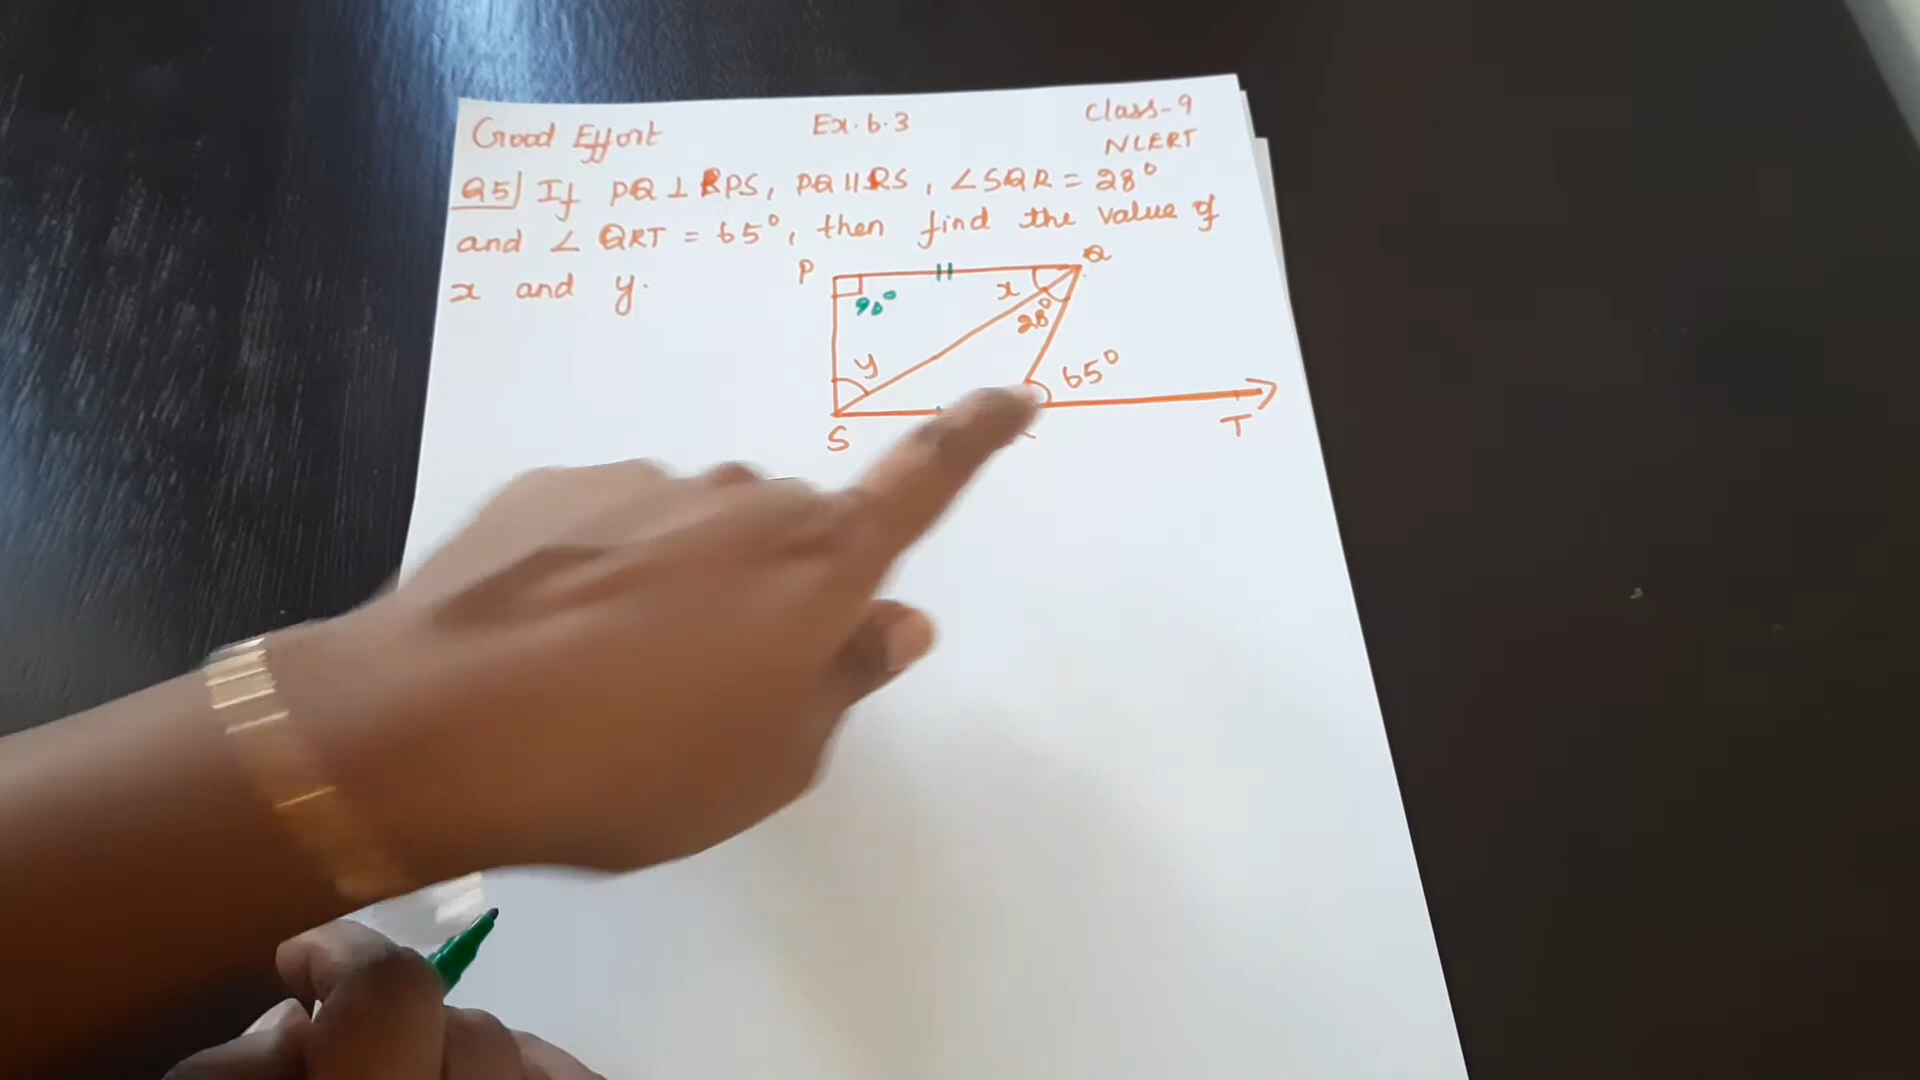 Good Effort Ex. 6.3 Class-9
NCERT
Q5) If PQ ⊥ PS, PQ || RS, ∠SQR = 28°
and ∠ QRT = 65°, then find the value of
x and y.
P Q
90° x
28°
y 65°
S T